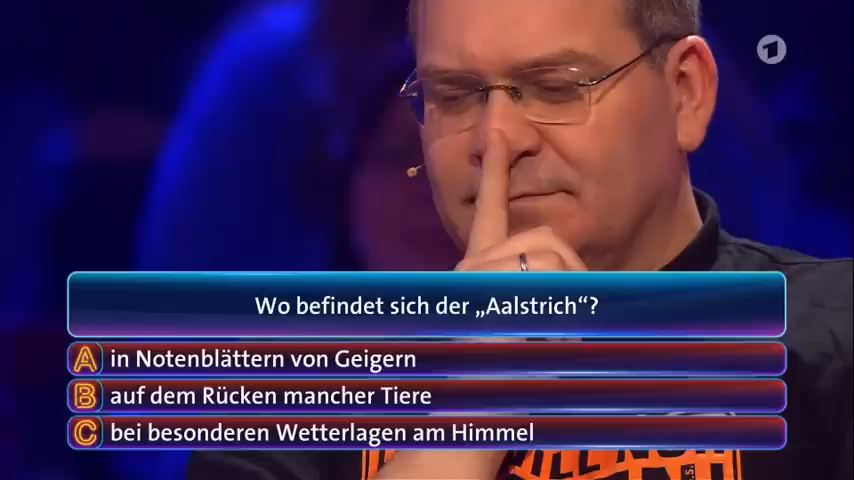 1
Wo befindet sich der „Aalstrich“?
A in Notenblättern von Geigern
B auf dem Rücken mancher Tiere
C bei besonderen Wetterlagen am Himmel